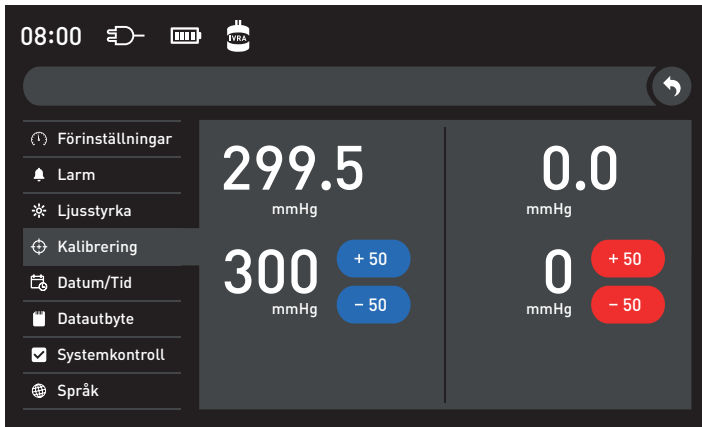 08:00
IVRA
Förinställningar
Larm
Ljusstyrka
Kalibrering
Datum/Tid
Datautbyte
Systemkontroll
Språk
299.5
mmHg
300
mmHg
+ 50
− 50
0.0
mmHg
0
mmHg
+ 50
− 50